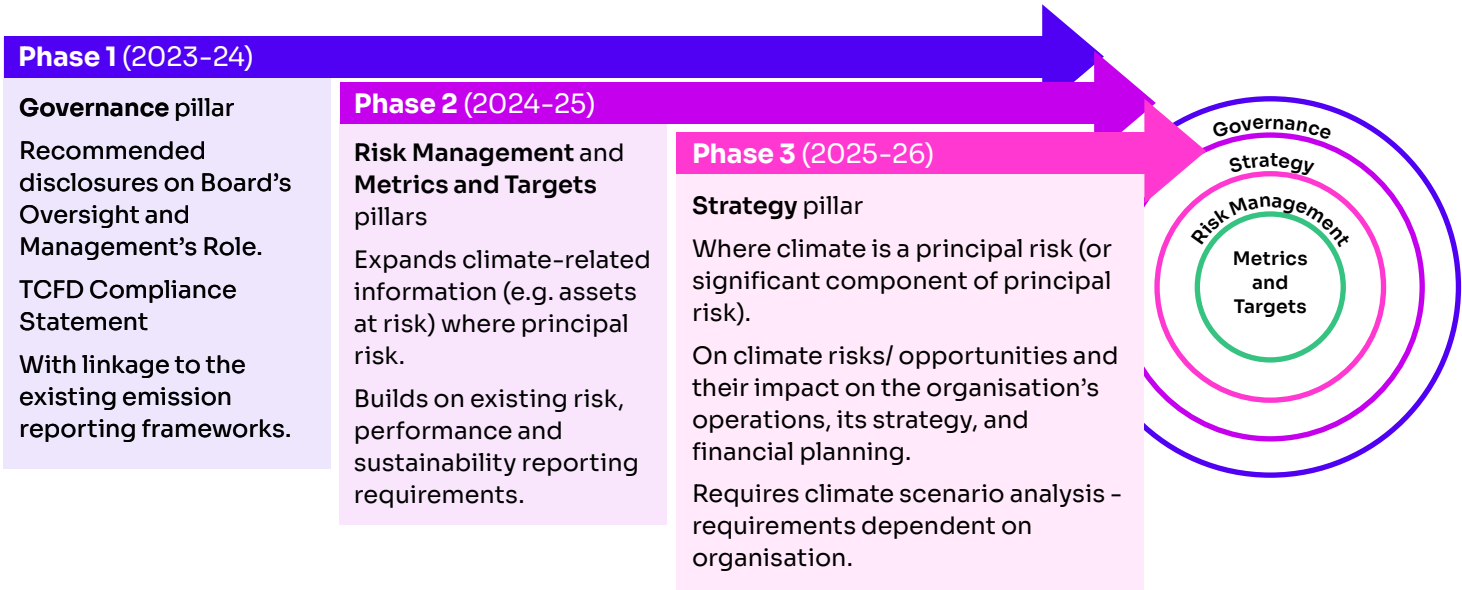 Phase 1 (2023-24)
Governance pillar
Recommended
disclosures on Board’s
Oversight and
Management’s Role.
TCFD Compliance
Statement
With linkage to the
existing emission
reporting frameworks.
Phase 2 (2024-25)
Risk Management and
Metrics and Targets
pillars
Expands climate-related
information (e.g. assets
at risk) where principal
risk.
Builds on existing risk,
performance and
sustainability reporting
requirements.
Phase 3 (2025-26)
Strategy pillar
Where climate is a principal risk (or
significant component of principal
risk).
On climate risks/ opportunities and
their impact on the organisation’s
operations, its strategy, and
financial planning.
Requires climate scenario analysis -
requirements dependent on
organisation.
Governance
Strategy
Risk Management
Metrics
and
Targets